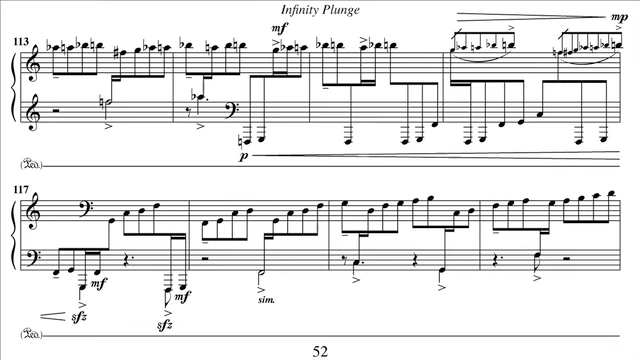 Infinity Plunge
113
mf
mp
p
(𝆮)
117
mf
sfz
mf
sfz
sim.
(𝆮)
52